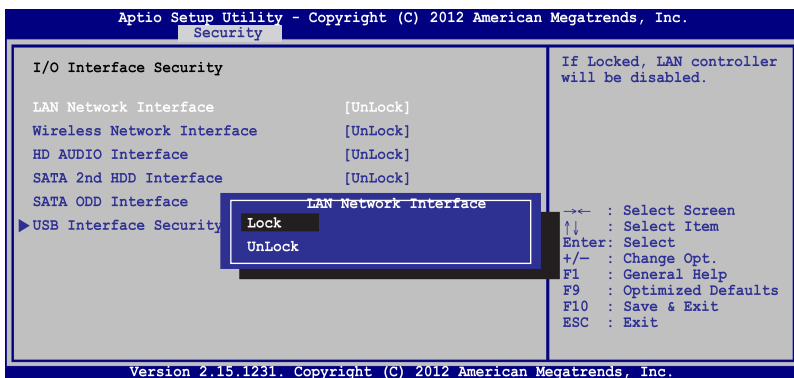 Aptio Setup Utility - Copyright (C) 2012 American Megatrends, Inc.
Security
I/O Interface Security
LAN Network Interface [UnLock]
Wireless Network Interface [UnLock]
HD AUDIO Interface [UnLock]
SATA 2nd HDD Interface [UnLock]
SATA ODD Interface
USB Interface Security
LAN Network Interface
Lock
UnLock
If Locked, LAN controller
will be disabled.
→← : Select Screen
↑↓ : Select Item
Enter: Select
+/— : Change Opt.
F1 : General Help
F9 : Optimized Defaults
F10 : Save & Exit
ESC : Exit
Version 2.15.1231. Copyright (C) 2012 American Megatrends, Inc.